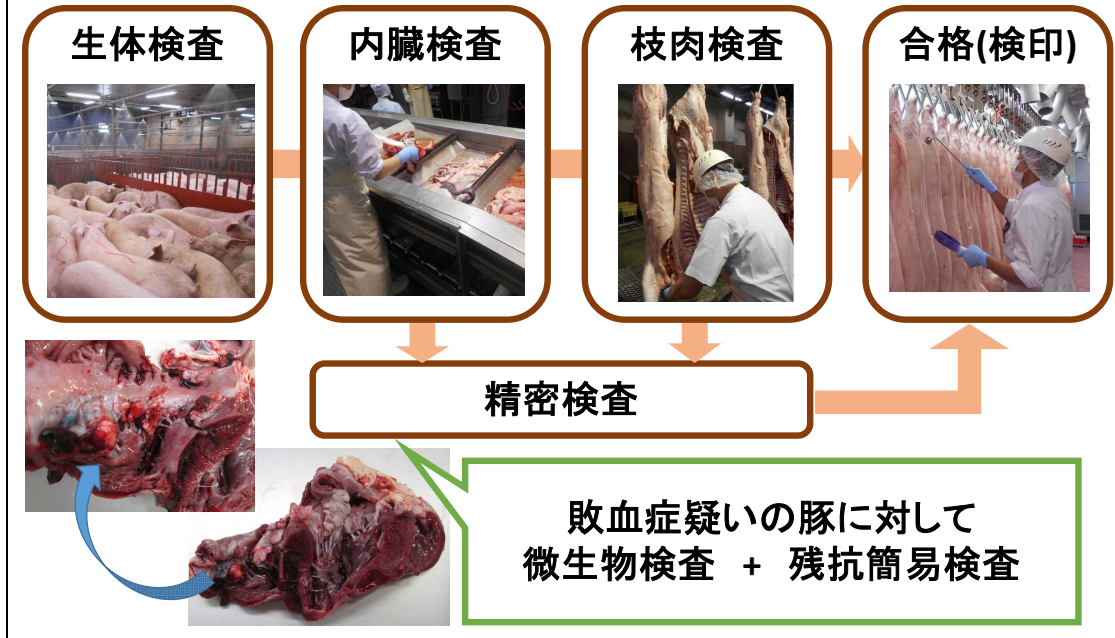 生体検査
内臓検査
枝肉検査
合格(検印)
精密検査
敗血症疑いの豚に対して
微生物検査 + 残抗簡易検査